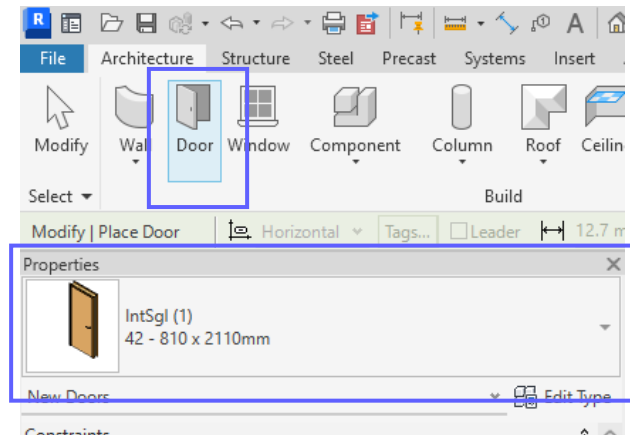 R
File Architecture Structure Steel Precast Systems Insert
Modify Wall Door Window Component Column Roof
Select Build
Modify | Place Door Horizontal Tags... Leader 12.7 m
Properties
IntSgl (1)
42 - 810 x 2110mm
New Doors Edit Type
Constraints